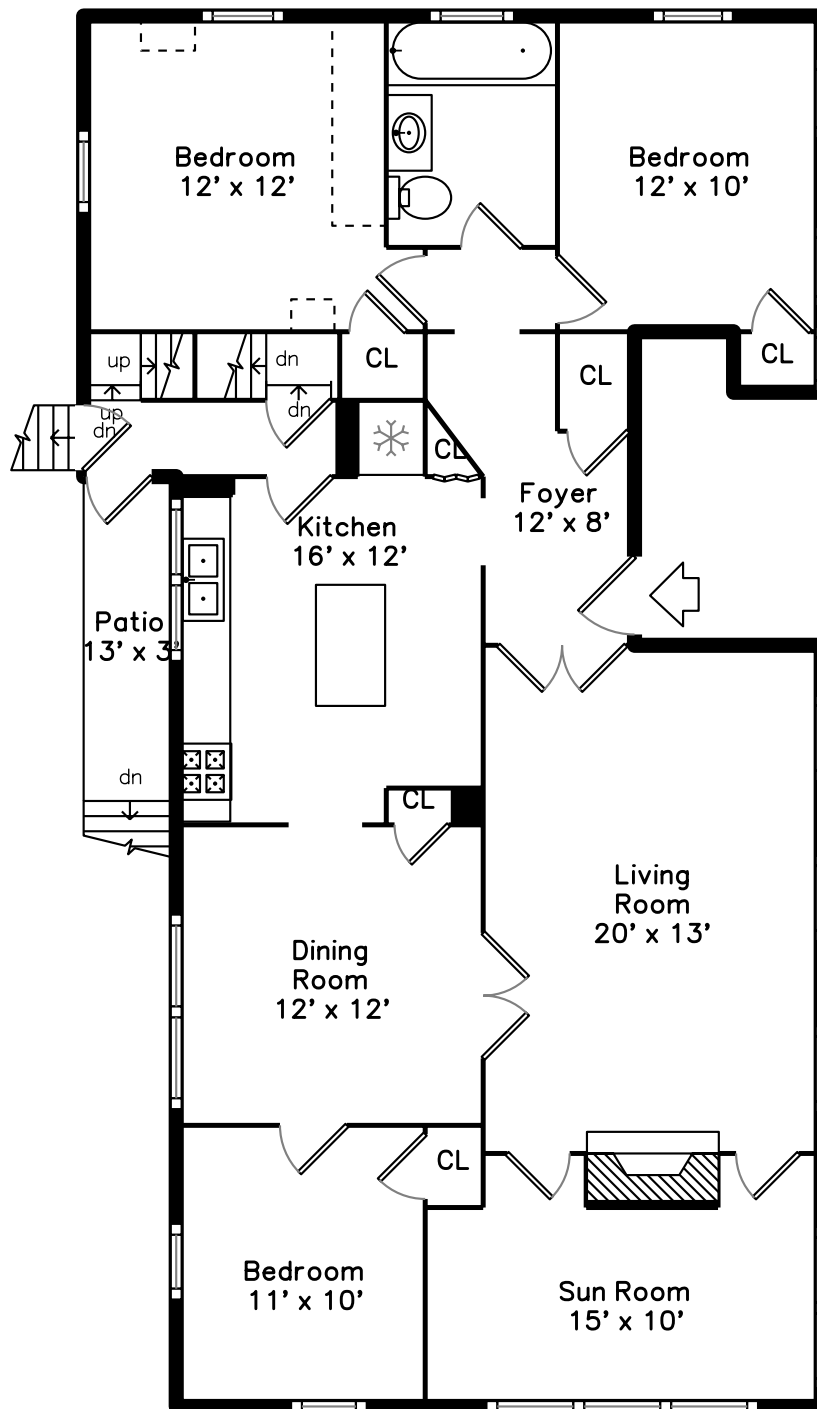 Bedroom
12' x 12'
Bedroom
12' x 10'
up
dn
CL
CL
CL
up
dn
dn
CL
Foyer
12' x 8'
Kitchen
16' x 12'
Patio
13' x 3'
dn
CL
Living
Room
20' x 13'
Dining
Room
12' x 12'
CL
Bedroom
11' x 10'
Sun Room
15' x 10'